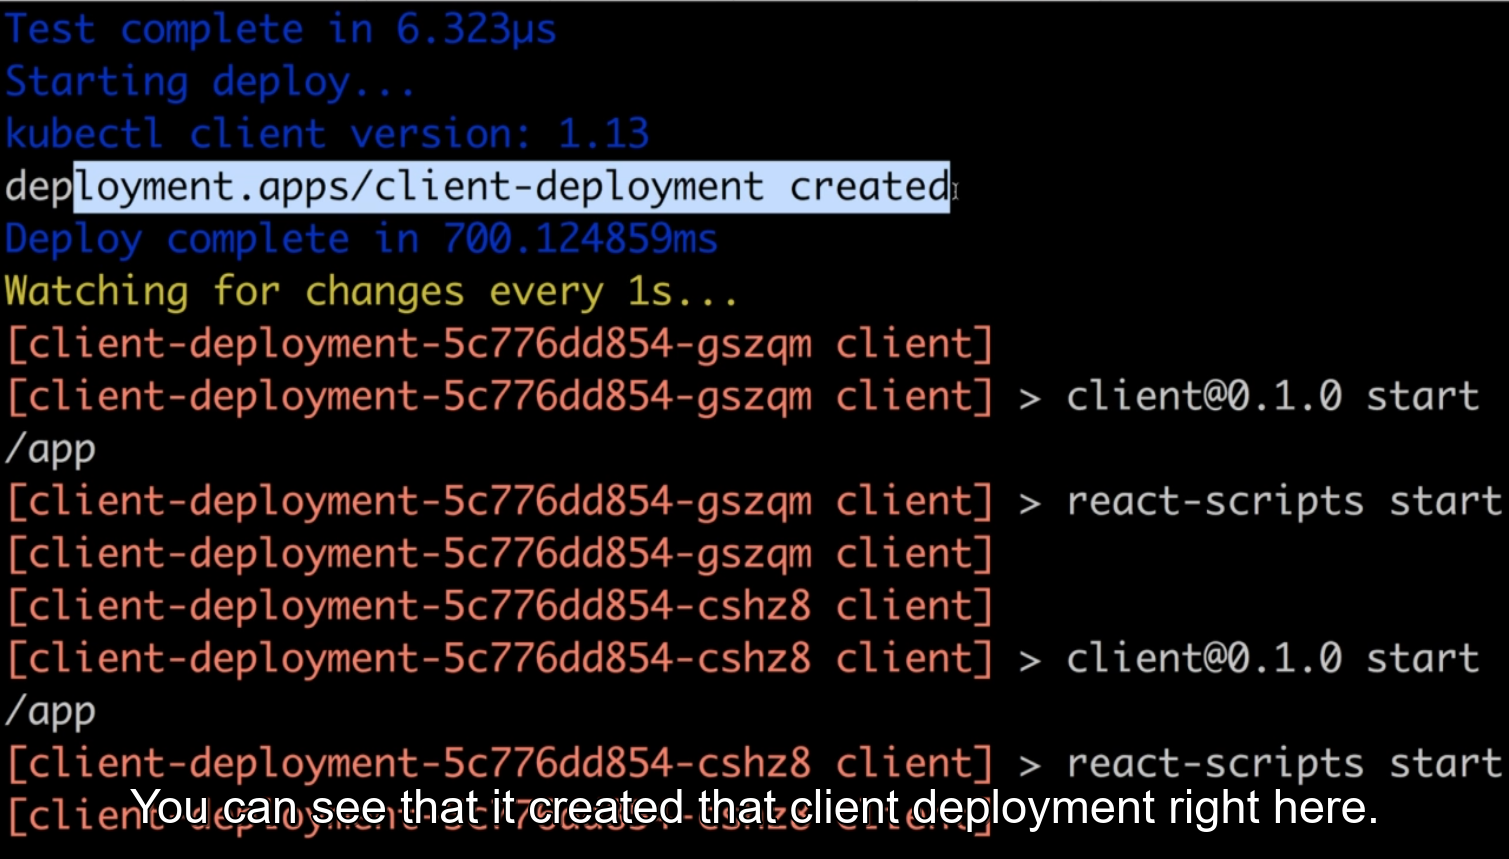 Test complete in 6.323µs
Starting deploy...
kubectl client version: 1.13
deployment.apps/client-deployment created
Deploy complete in 700.124859ms
Watching for changes every 1s...
[client-deployment-5c776dd854-gszqm client]
[client-deployment-5c776dd854-gszqm client] > client@0.1.0 start
/app
[client-deployment-5c776dd854-gszqm client] > react-scripts start
[client-deployment-5c776dd854-gszqm client]
[client-deployment-5c776dd854-cshz8 client]
[client-deployment-5c776dd854-cshz8 client] > client@0.1.0 start
/app
[client-deployment-5c776dd854-cshz8 client] > react-scripts start
You can see that it created that client deployment right here.